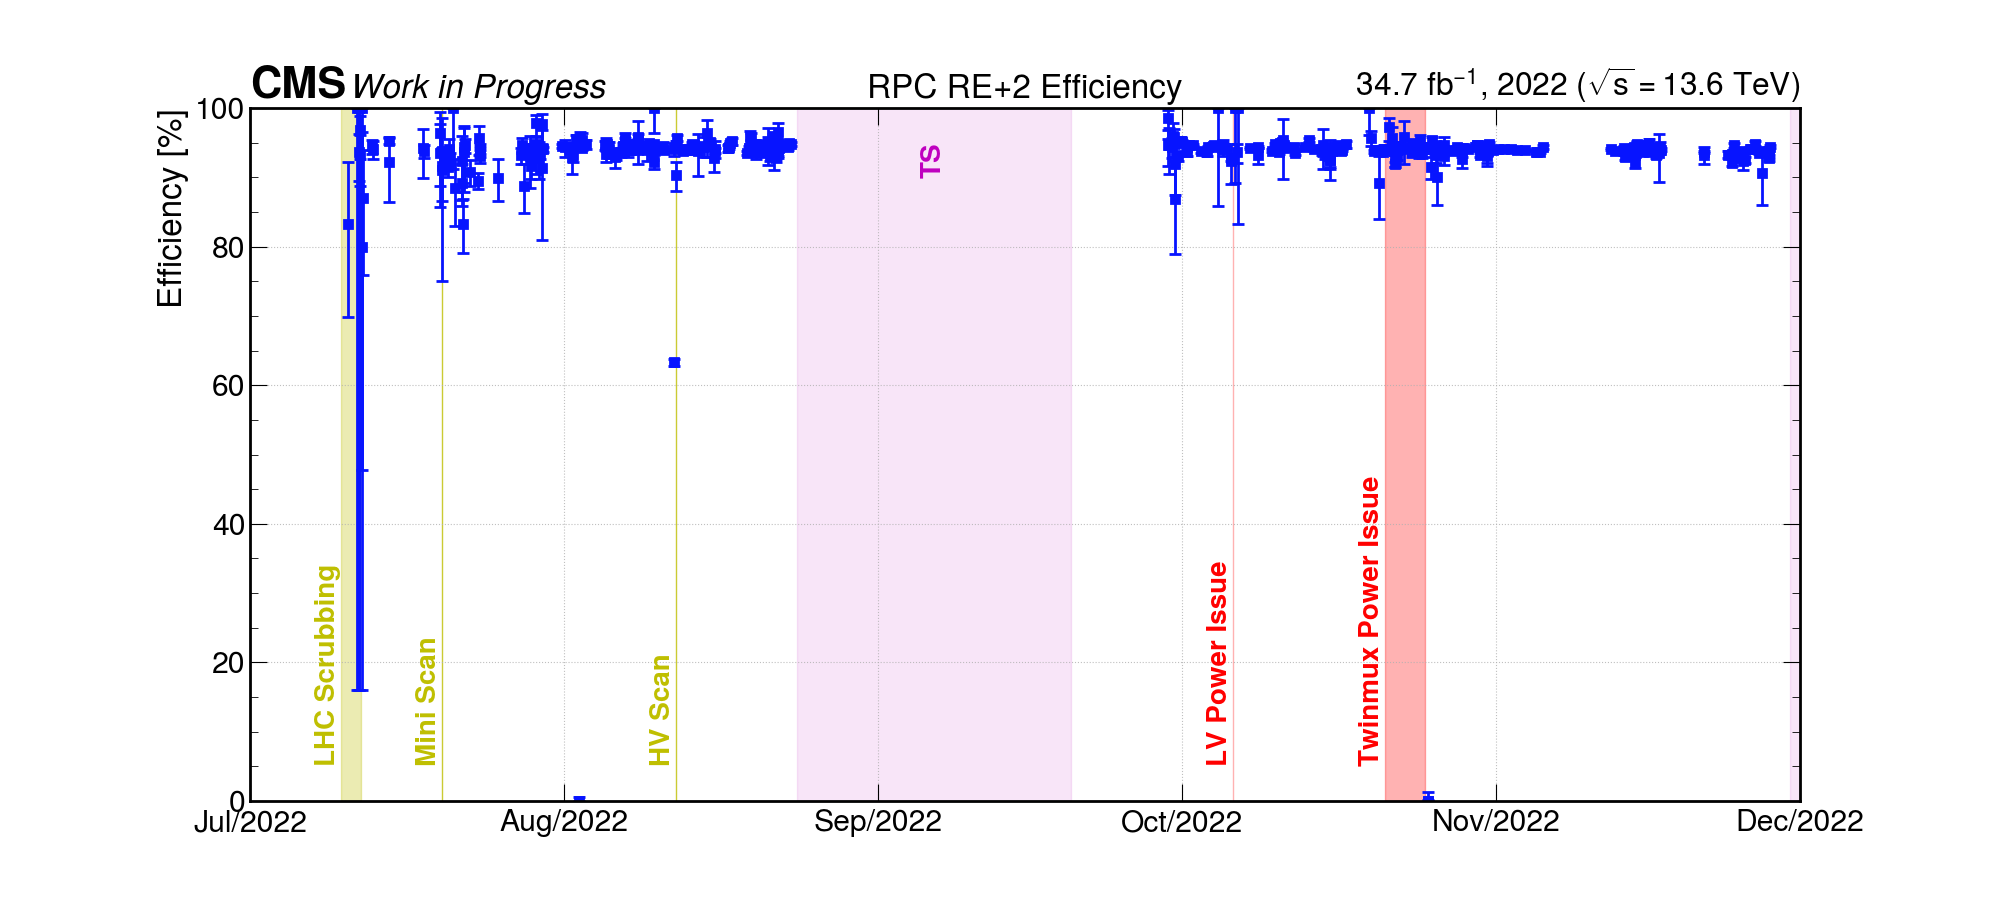 CMS Work in Progress
RPC RE+2 Efficiency
34.7 fb⁻¹, 2022 (√s = 13.6 TeV)
Efficiency [%]
100
80
60
40
20
0
LHC Scrubbing
Mini Scan
HV Scan
TS
LV Power Issue
Twinmux Power Issue
Jul/2022 Aug/2022 Sep/2022 Oct/2022 Nov/2022 Dec/2022